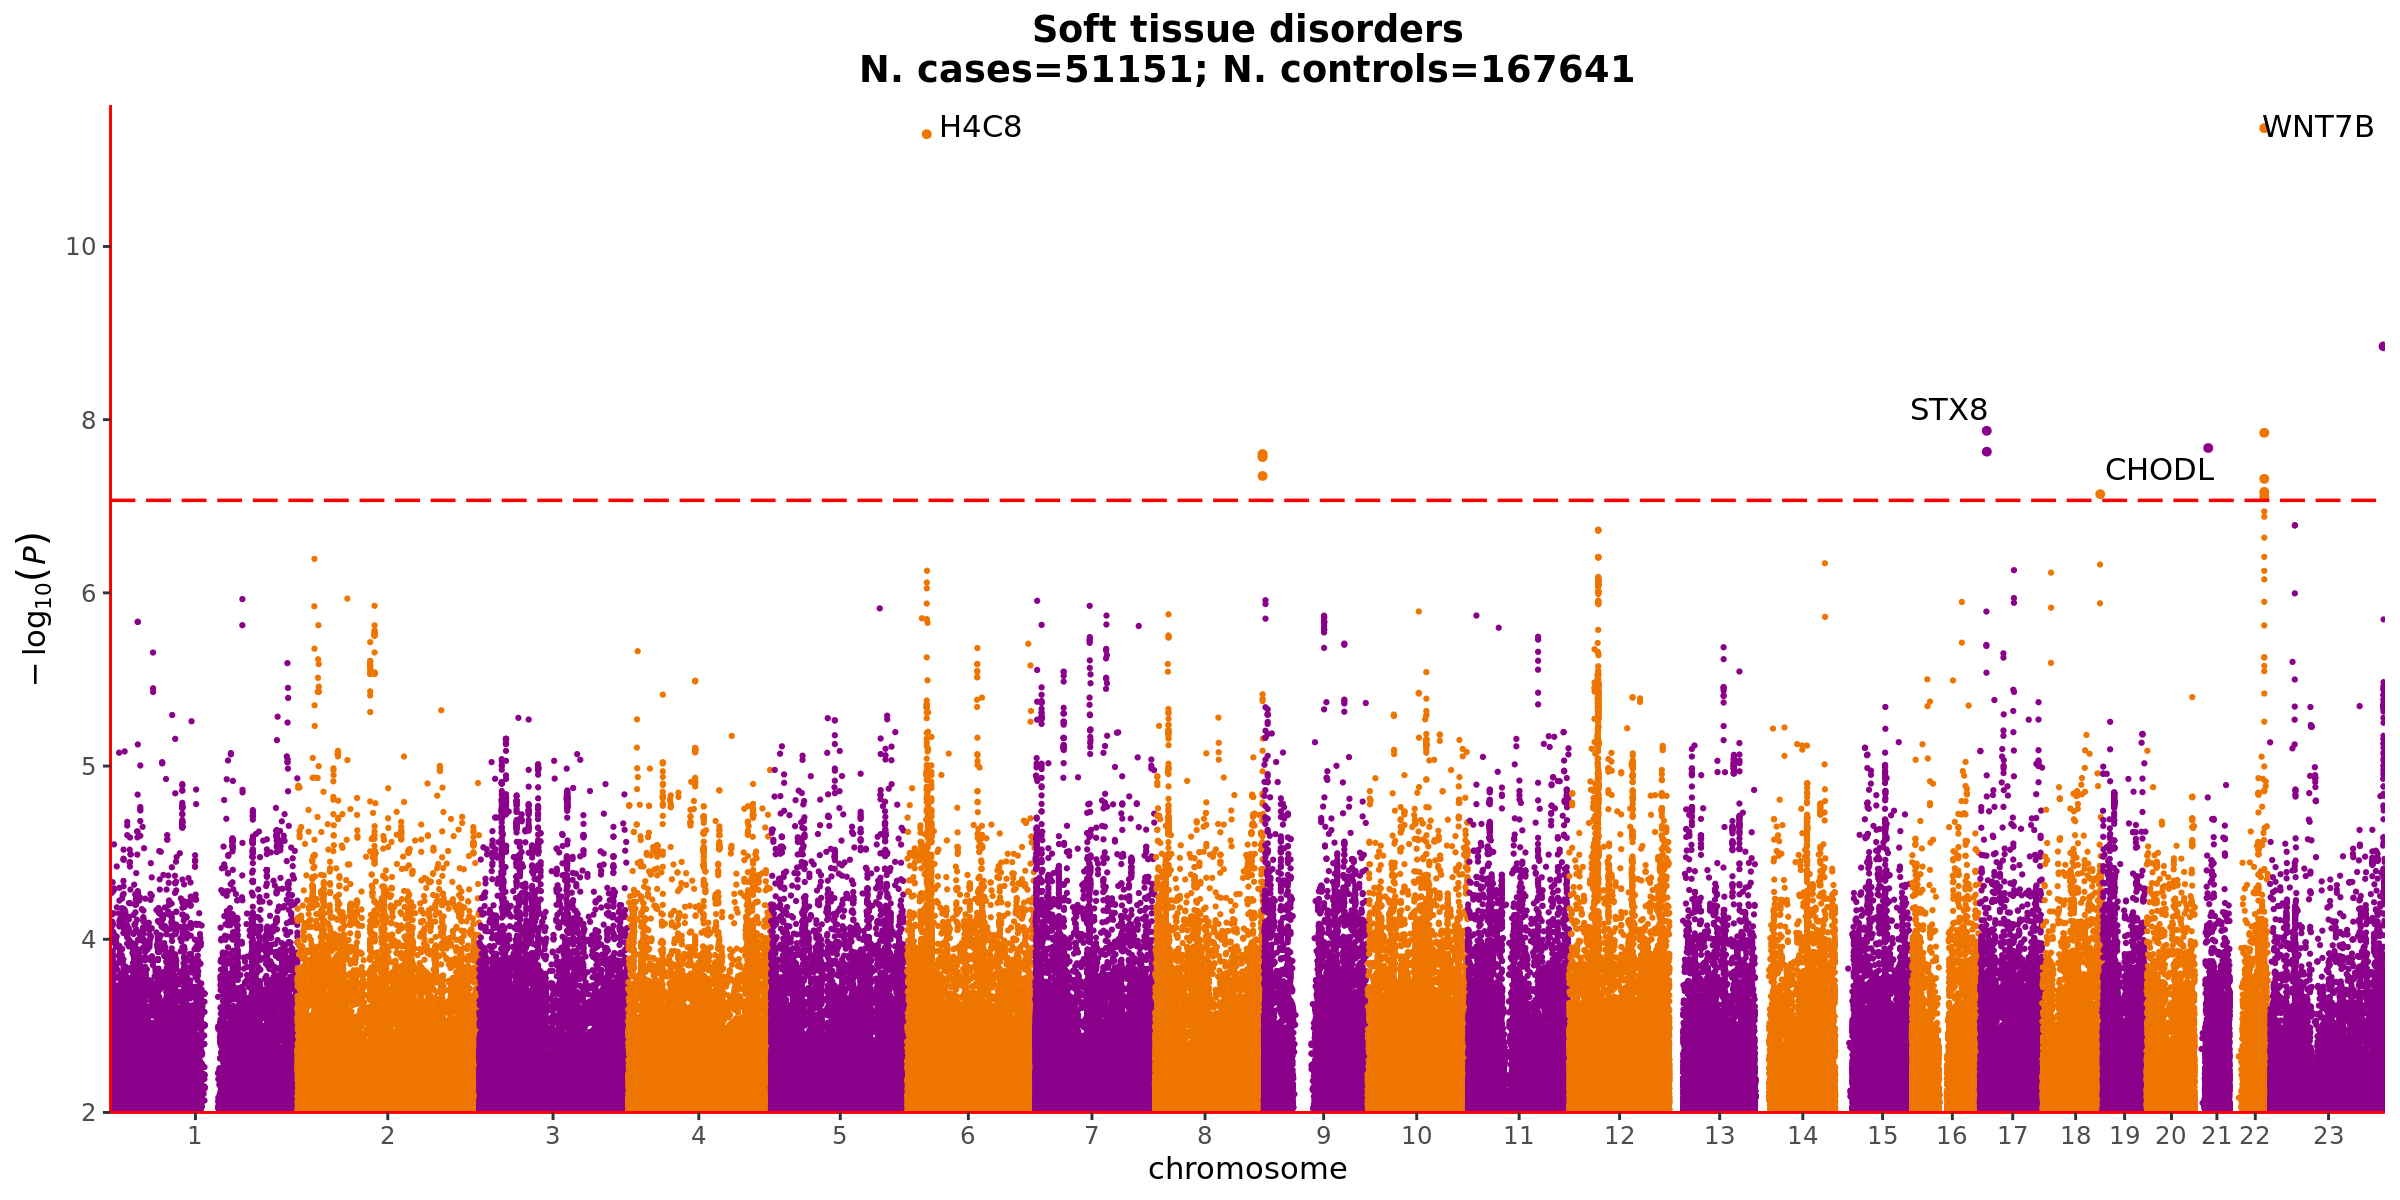 Soft tissue disorders
N. cases=51151; N. controls=167641
H4C8
WNT7B
STX8
CHODL
10
8
6
5
4
2
− log10(P)
1 2 3 4 5 6 7 8 9 10 11 12 13 14 15 16 17 18 19 20 21 22 23
chromosome